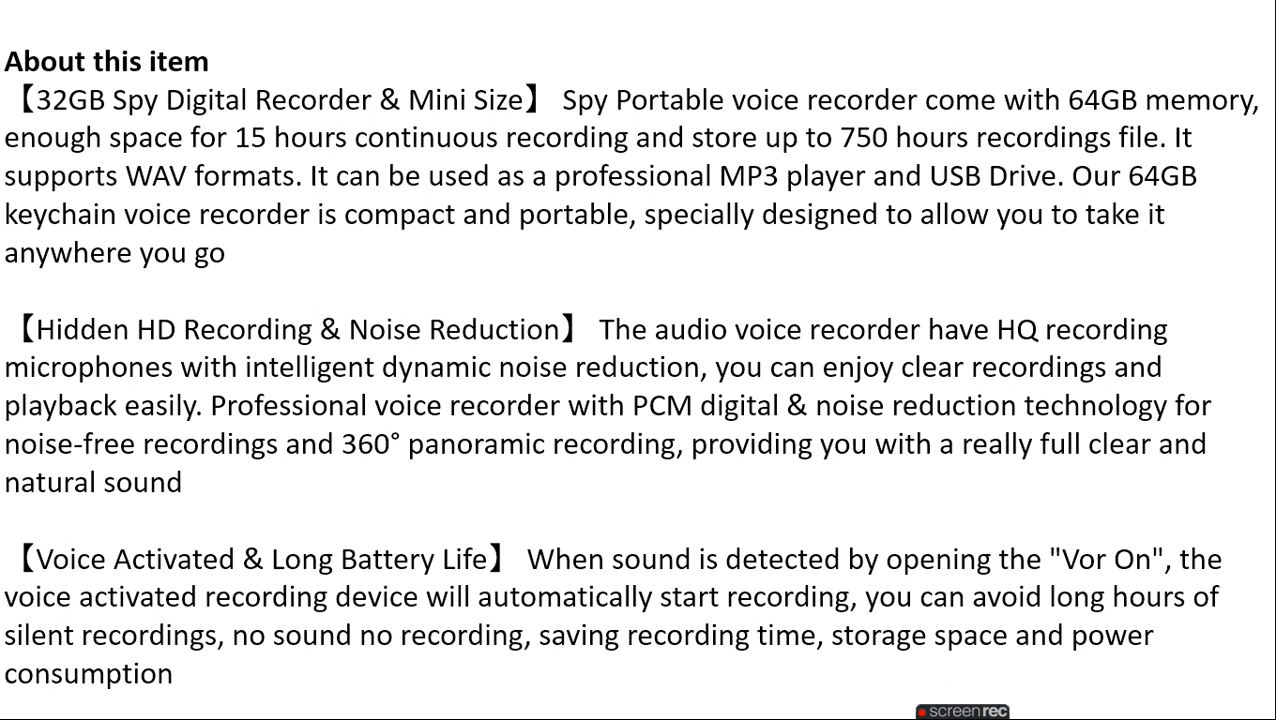 About this item
【32GB Spy Digital Recorder & Mini Size】 Spy Portable voice recorder come with 64GB memory,
enough space for 15 hours continuous recording and store up to 750 hours recordings file. It
supports WAV formats. It can be used as a professional MP3 player and USB Drive. Our 64GB
keychain voice recorder is compact and portable, specially designed to allow you to take it
anywhere you go
【Hidden HD Recording & Noise Reduction】 The audio voice recorder have HQ recording
microphones with intelligent dynamic noise reduction, you can enjoy clear recordings and
playback easily. Professional voice recorder with PCM digital & noise reduction technology for
noise-free recordings and 360° panoramic recording, providing you with a really full clear and
natural sound
【Voice Activated & Long Battery Life】 When sound is detected by opening the "Vor On", the
voice activated recording device will automatically start recording, you can avoid long hours of
silent recordings, no sound no recording, saving recording time, storage space and power
consumption
screenrec